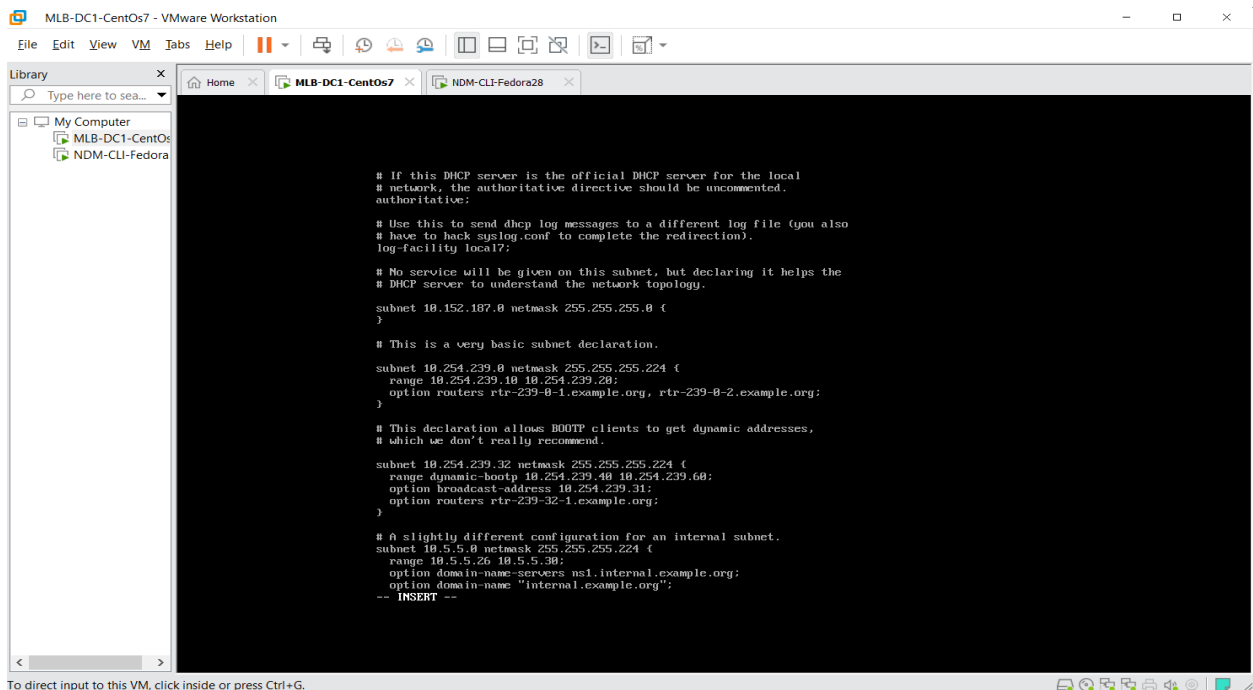 MLB-DC1-CentOs7 - VMware Workstation
File Edit View VM Tabs Help
Library
Type here to sea...
My Computer
MLB-DC1-CentOs
NDM-CLI-Fedora
Home
MLB-DC1-CentOs7
NDM-CLI-Fedora28
# If this DHCP server is the official DHCP server for the local
# network, the authoritative directive should be uncommented.
authoritative;
# Use this to send dhcp log messages to a different log file (you also
# have to hack syslog.conf to complete the redirection).
log-facility local7;
# No service will be given on this subnet, but declaring it helps the
# DHCP server to understand the network topology.
subnet 10.152.187.0 netmask 255.255.255.0 {
}
# This is a very basic subnet declaration.
subnet 10.254.239.0 netmask 255.255.255.224 {
range 10.254.239.10 10.254.239.20;
option routers rtr-239-0-1.example.org, rtr-239-0-2.example.org;
}
# This declaration allows BOOTP clients to get dynamic addresses,
# which we don't really recommend.
subnet 10.254.239.32 netmask 255.255.255.224 {
range dynamic-bootp 10.254.239.40 10.254.239.60;
option broadcast-address 10.254.239.31;
option routers rtr-239-32-1.example.org;
}
# A slightly different configuration for an internal subnet.
subnet 10.5.5.0 netmask 255.255.255.224 {
range 10.5.5.26 10.5.5.30;
option domain-name-servers ns1.internal.example.org;
option domain-name "internal.example.org";
-- INSERT --
To direct input to this VM, click inside or press Ctrl+G.